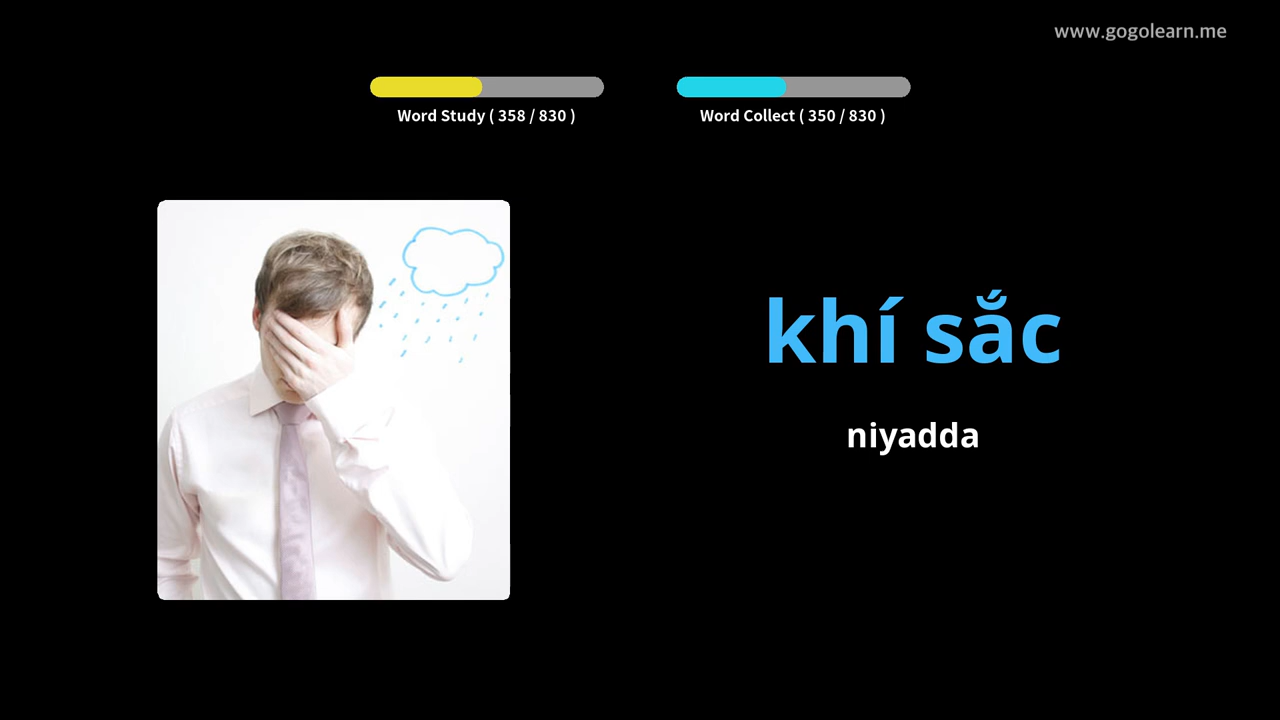 www.gogolearn.me
Word Study ( 358 / 830 )
Word Collect ( 350 / 830 )
khí sắc
niyadda